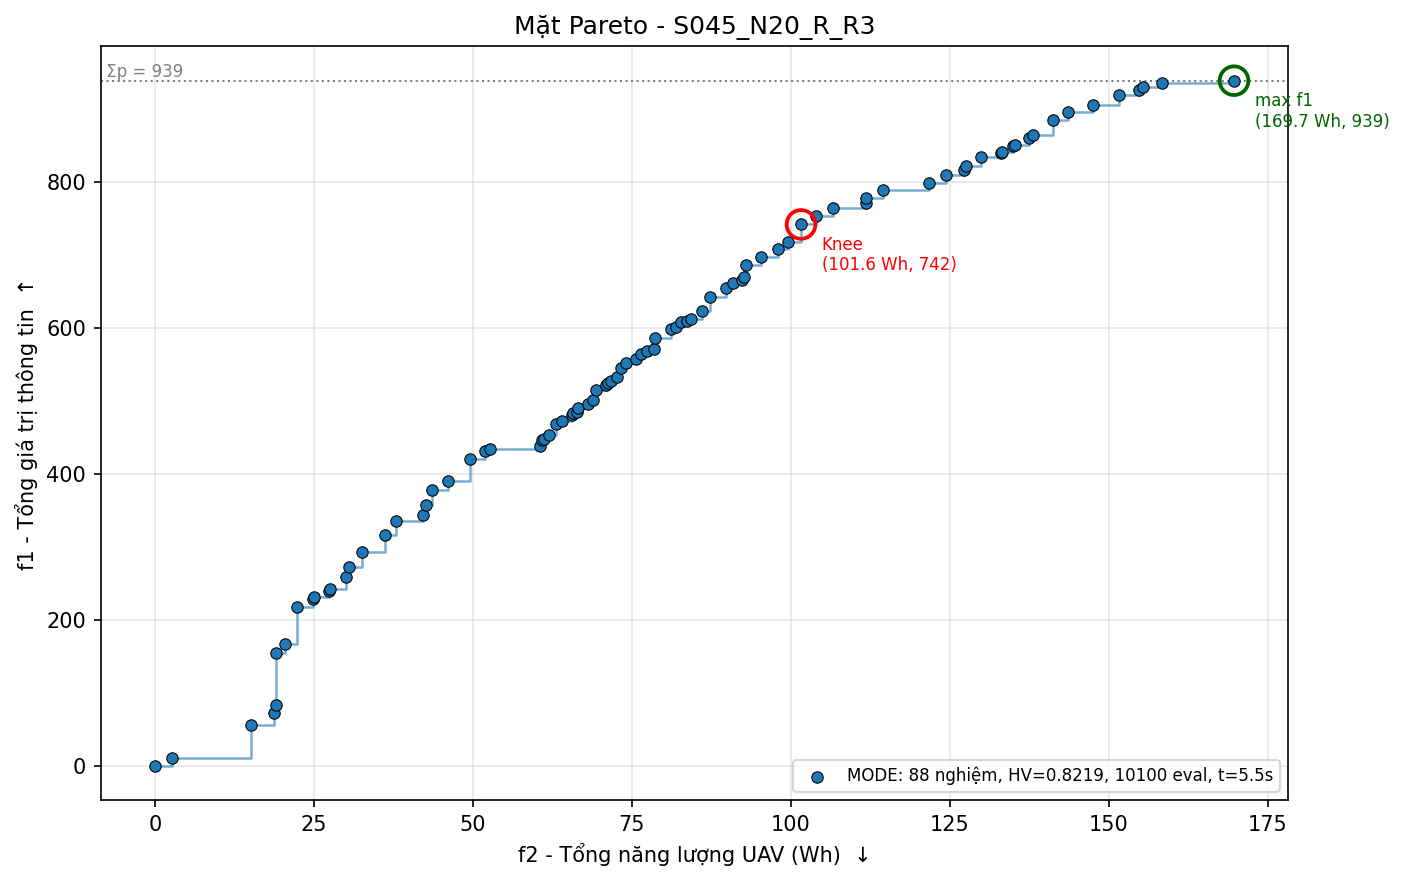 Mặt Pareto - S045_N20_R_R3
Σp = 939
max f1
(169.7 Wh, 939)
Knee
(101.6 Wh, 742)
800
600
400
200
0
f1 - Tổng giá trị thông tin ↑
MODE: 88 nghiệm, HV=0.8219, 10100 eval, t=5.5s
0 25 50 75 100 125 150 175
f2 - Tổng năng lượng UAV (Wh) ↓